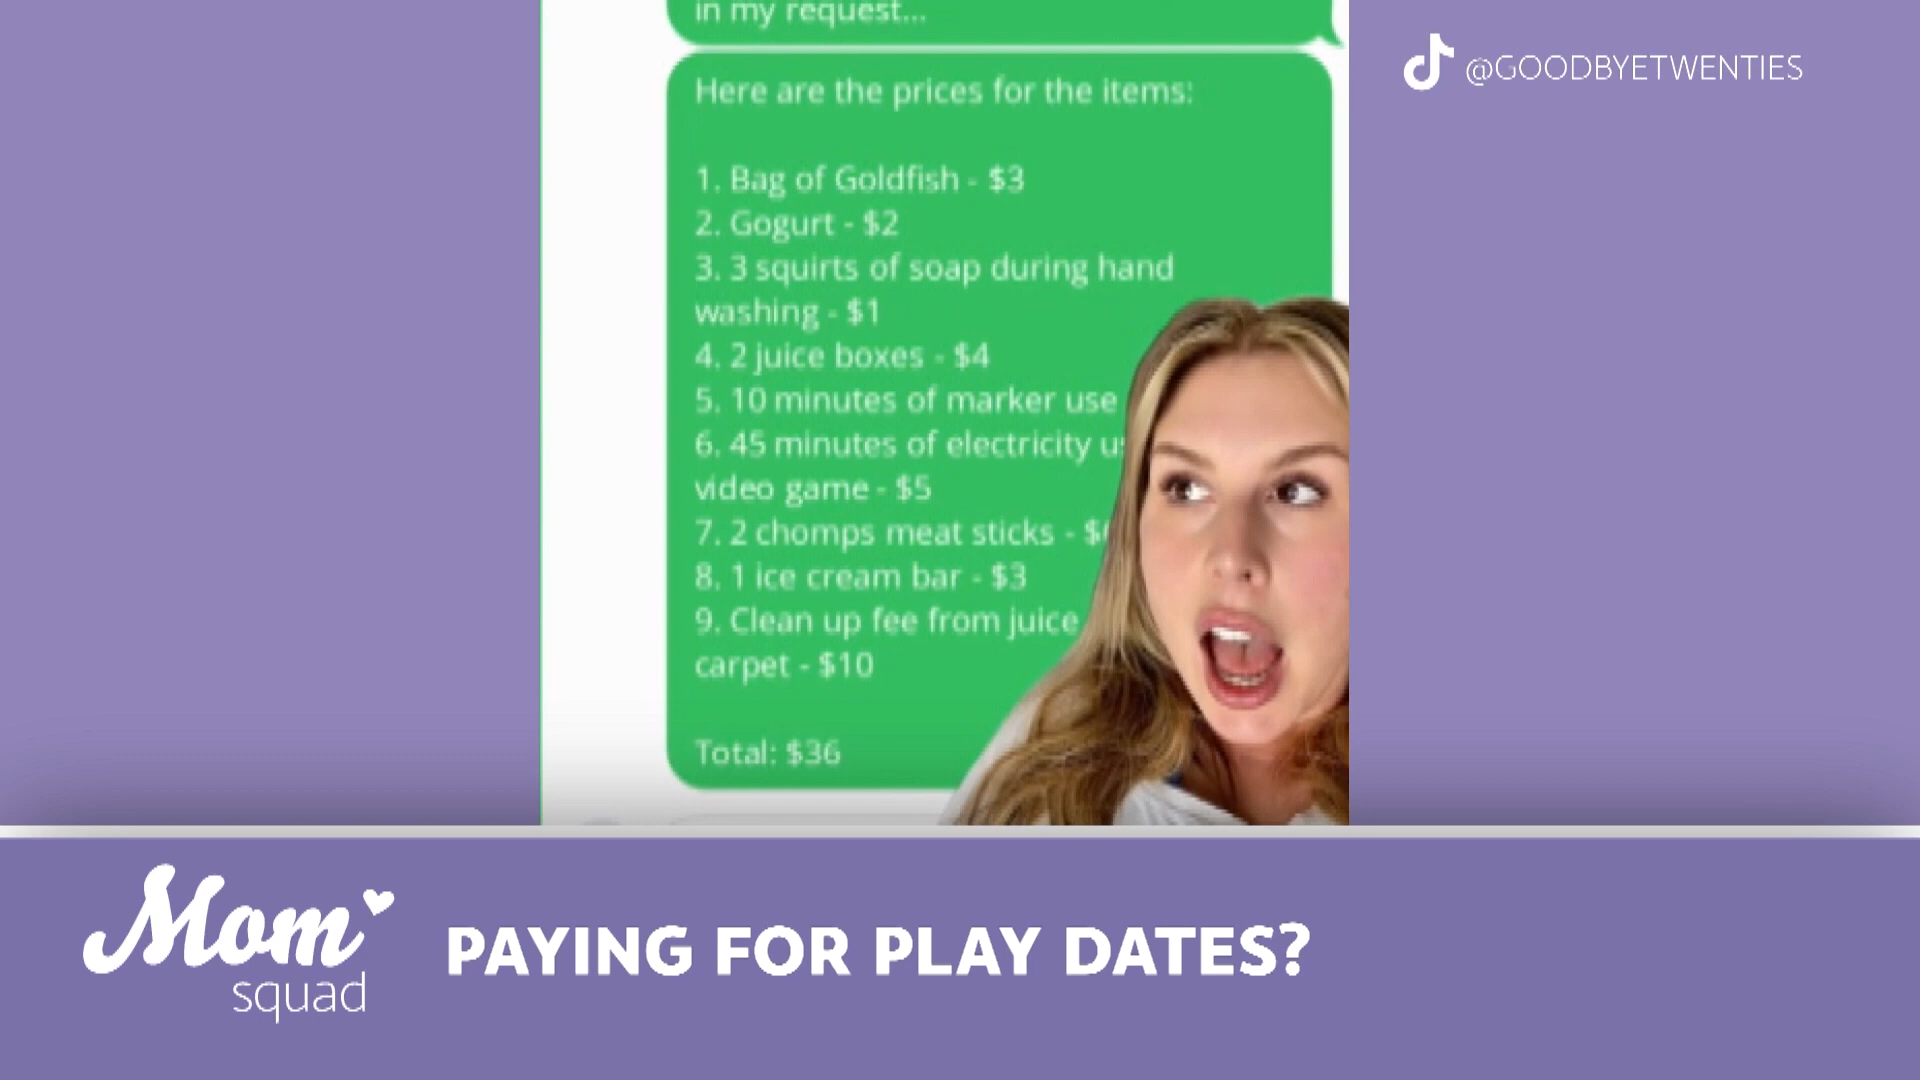 in my request...
@GOODBYETWENTIES
Here are the prices for the items:
1. Bag of Goldfish - $3
2. Gogurt - $2
3. 3 squirts of soap during hand
washing - $1
4. 2 juice boxes - $4
5. 10 minutes of marker use
6. 45 minutes of electricity
video game - $5
7. 2 chomps meat sticks -
8. 1 ice cream bar - $3
9. Clean up fee from juice
carpet - $10
Total: $36
Mom
squad
PAYING FOR PLAY DATES?